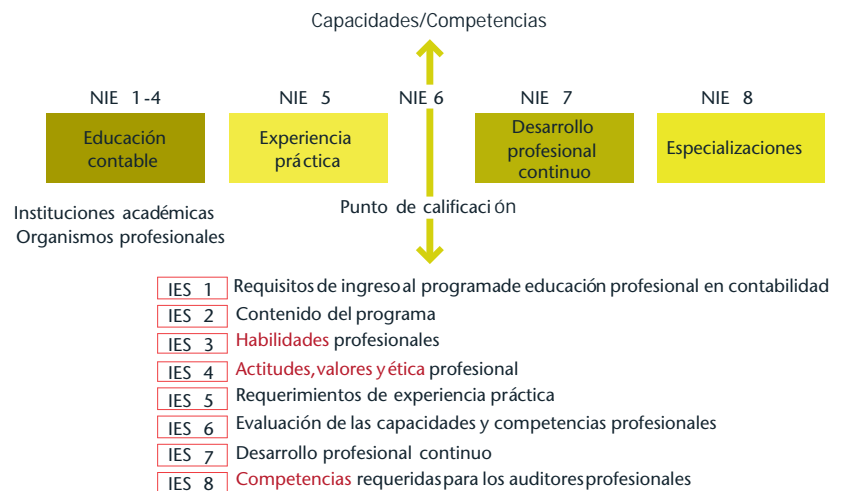 Capacidades/Competencias
NIE 1-4
NIE 5
NIE 6
NIE 7
NIE 8
Educación
contable
Experiencia
práctica
Desarrollo
profesional
continuo
Especializaciones
Instituciones académicas
Organismos profesionales
Punto de calificación
IES 1 Requisitos de ingreso al programa de educación profesional en contabilidad
IES 2 Contenido del programa
IES 3 Habilidades profesionales
IES 4 Actitudes, valores y ética profesional
IES 5 Requerimientos de experiencia práctica
IES 6 Evaluación de las capacidades y competencias profesionales
IES 7 Desarrollo profesional continuo
IES 8 Competencias requeridas para los auditores profesionales